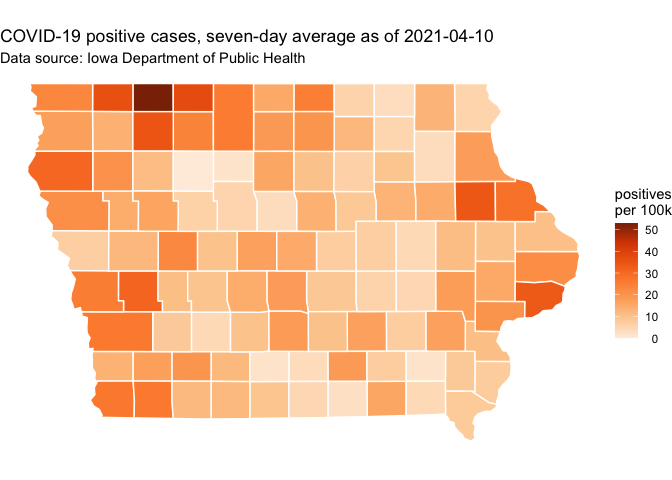 COVID-19 positive cases, seven-day average as of 2021-04-10
Data source: Iowa Department of Public Health
positives
per 100k
50
40
30
20
10
0